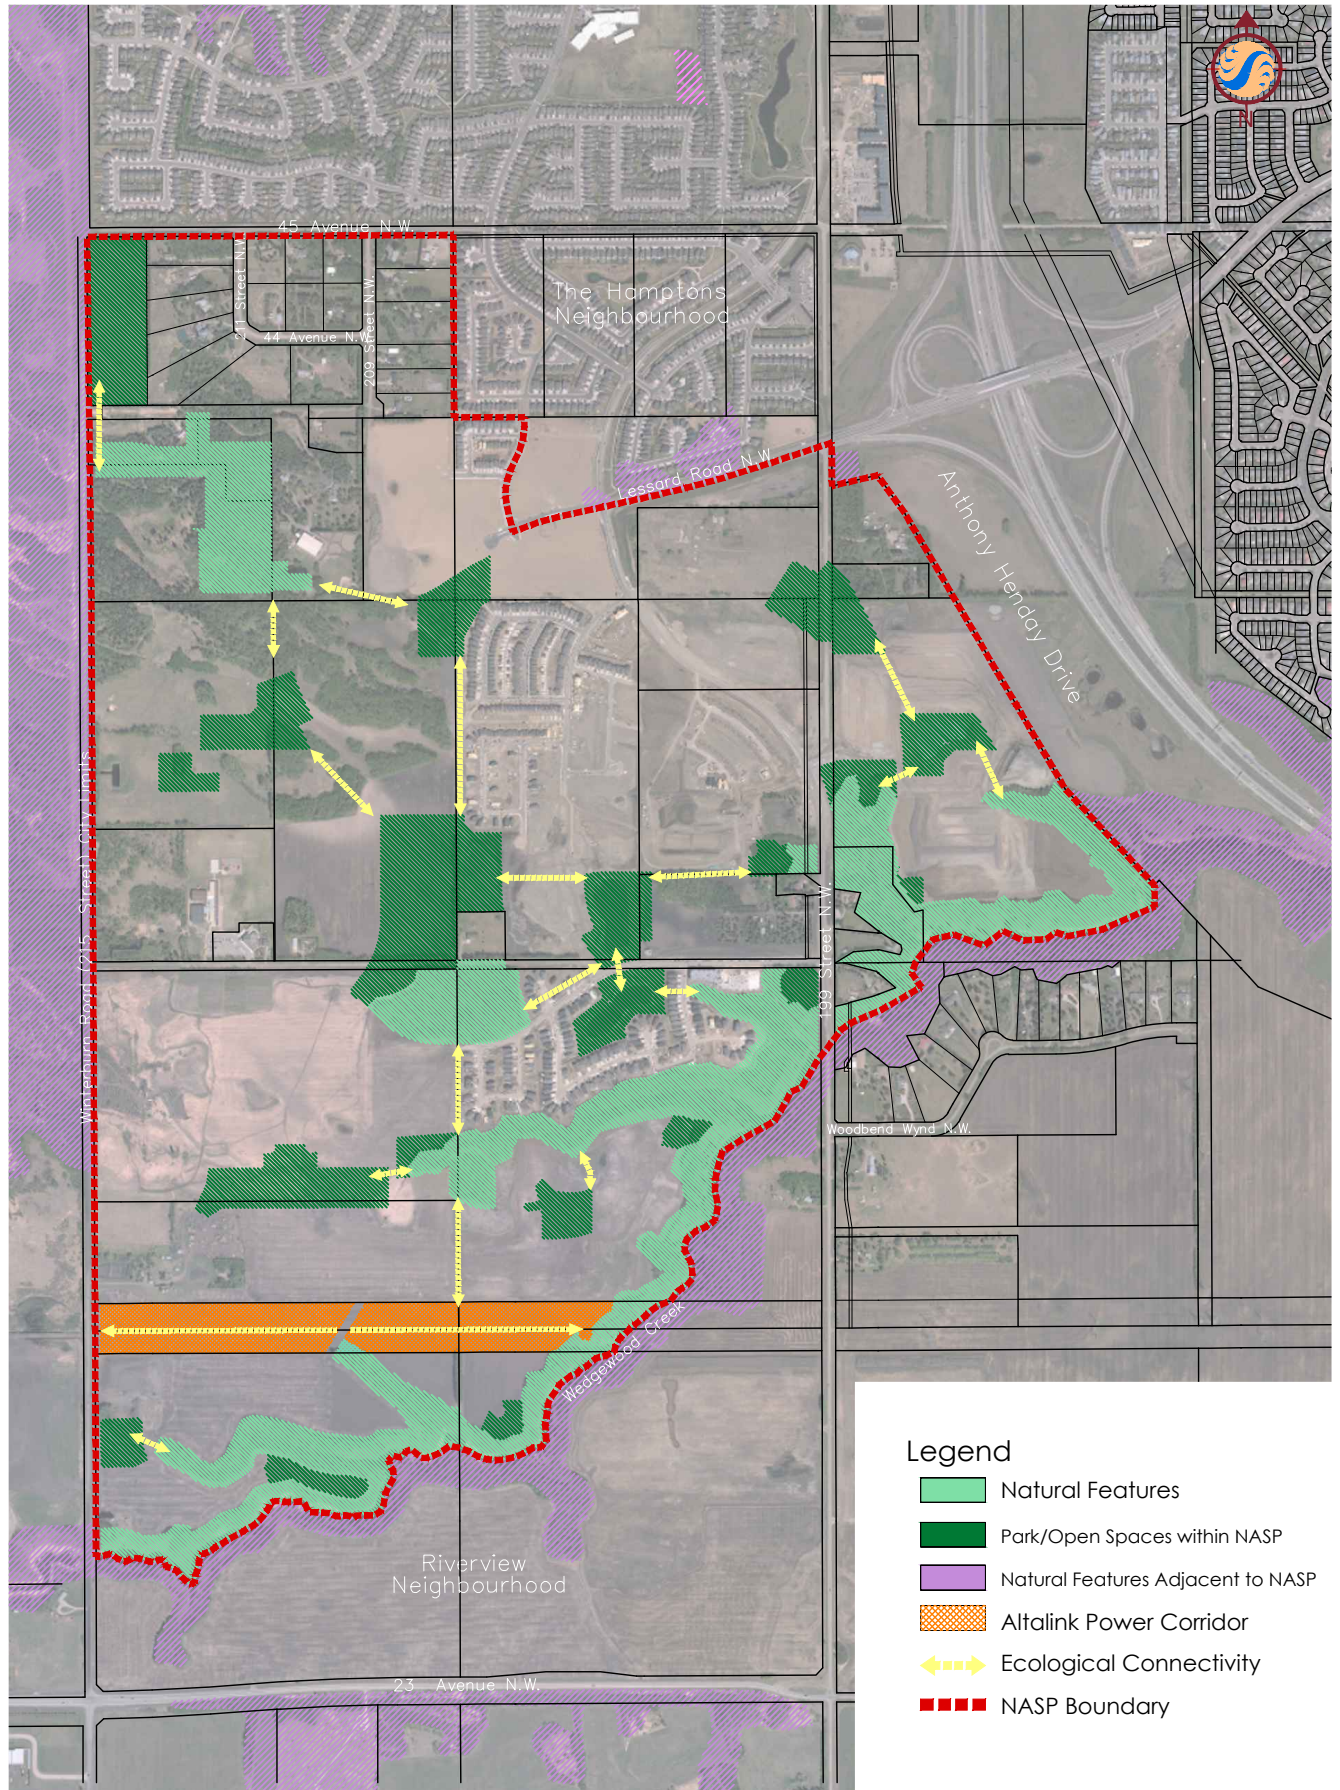 N
45 Avenue N.W.
211 Street N.W.
209 Street N.W.
44 Avenue N.W.
The Hamptons
Neighbourhood
Lessard Road N.W.
Anthony Henday Drive
Winterburn Road (215 Street) City Limits
199 Street N.W.
Woodbend Wynd N.W.
Wedgewood Creek
Riverview
Neighbourhood
23 Avenue N.W.
Legend
Natural Features
Park/Open Spaces within NASP
Natural Features Adjacent to NASP
Altalink Power Corridor
Ecological Connectivity
NASP Boundary